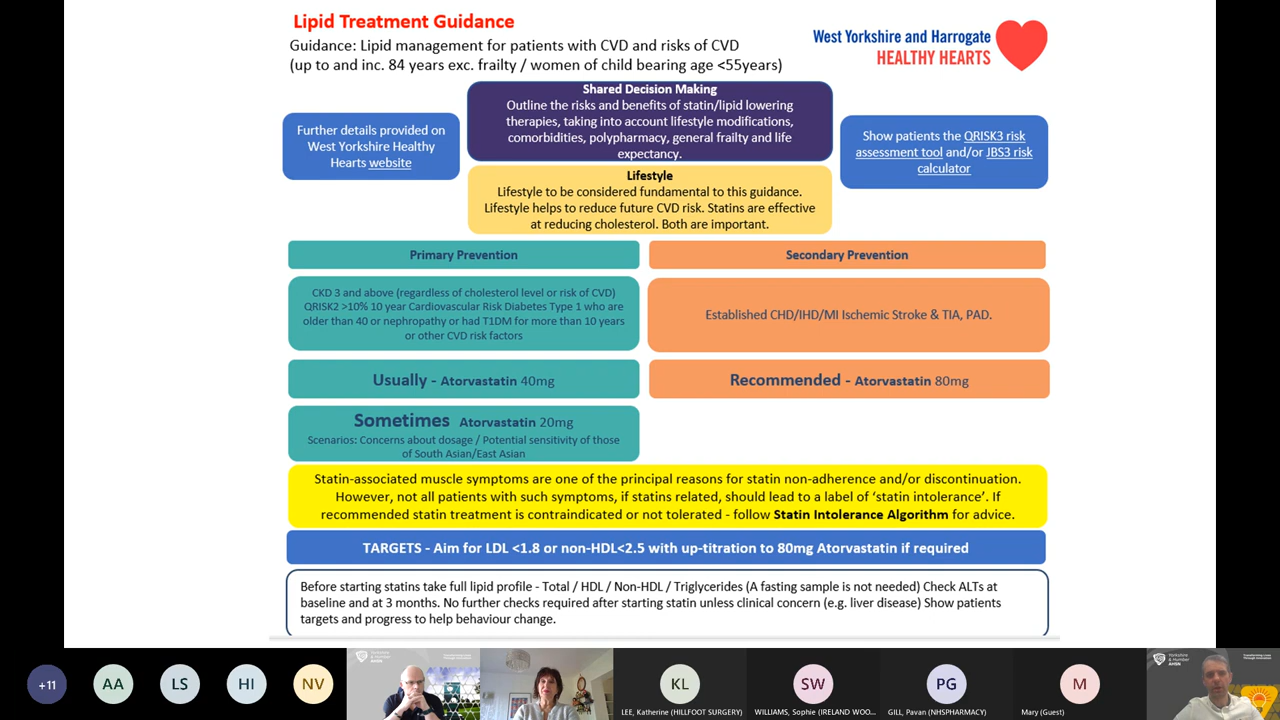 Lipid Treatment Guidance
Guidance: Lipid management for patients with CVD and risks of CVD
(up to and inc. 84 years exc. frailty / women of child bearing age <55years)
West Yorkshire and Harrogate
HEALTHY HEARTS
Further details provided on
West Yorkshire Healthy
Hearts website
Shared Decision Making
Outline the risks and benefits of statin/lipid lowering
therapies, taking into account lifestyle modifications,
comorbidities, polypharmacy, general frailty and life
expectancy.
Show patients the QRISK3 risk
assessment tool and/or JBS3 risk
calculator
Lifestyle
Lifestyle to be considered fundamental to this guidance.
Lifestyle helps to reduce future CVD risk. Statins are effective
at reducing cholesterol. Both are important.
Primary Prevention
CKD 3 and above (regardless of cholesterol level or risk of CVD)
QRISK2 >10% 10 year Cardiovascular Risk Diabetes Type 1 who are
older than 40 or nephropathy or had T1DM for more than 10 years
or other CVD risk factors
Usually - Atorvastatin 40mg
Sometimes Atorvastatin 20mg
Scenarios: Concerns about dosage / Potential sensitivity of those
of South Asian/East Asian
Secondary Prevention
Established CHD/IHD/MI Ischemic Stroke & TIA, PAD.
Recommended - Atorvastatin 80mg
Statin-associated muscle symptoms are one of the principal reasons for statin non-adherence and/or discontinuation.
However, not all patients with such symptoms, if statins related, should lead to a label of ‘statin intolerance’. If
recommended statin treatment is contraindicated or not tolerated - follow Statin Intolerance Algorithm for advice.
TARGETS - Aim for LDL <1.8 or non-HDL<2.5 with up-titration to 80mg Atorvastatin if required
Before starting statins take full lipid profile - Total / HDL / Non-HDL / Triglycerides (A fasting sample is not needed) Check ALTs at
baseline and at 3 months. No further checks required after starting statin unless clinical concern (e.g. liver disease) Show patients
targets and progress to help behaviour change.
+11
AA
LS
HI
NV
Yorkshire & Humber
AHSN
KL
LEE, Katherine (HILLFOOT SURGERY)
SW
WILLIAMS, Sophie (IRELAND WOO...
PG
GILL, Pavan (NHSPHARMACY)
M
Mary (Guest)
Yorkshire & Humber
AHSN